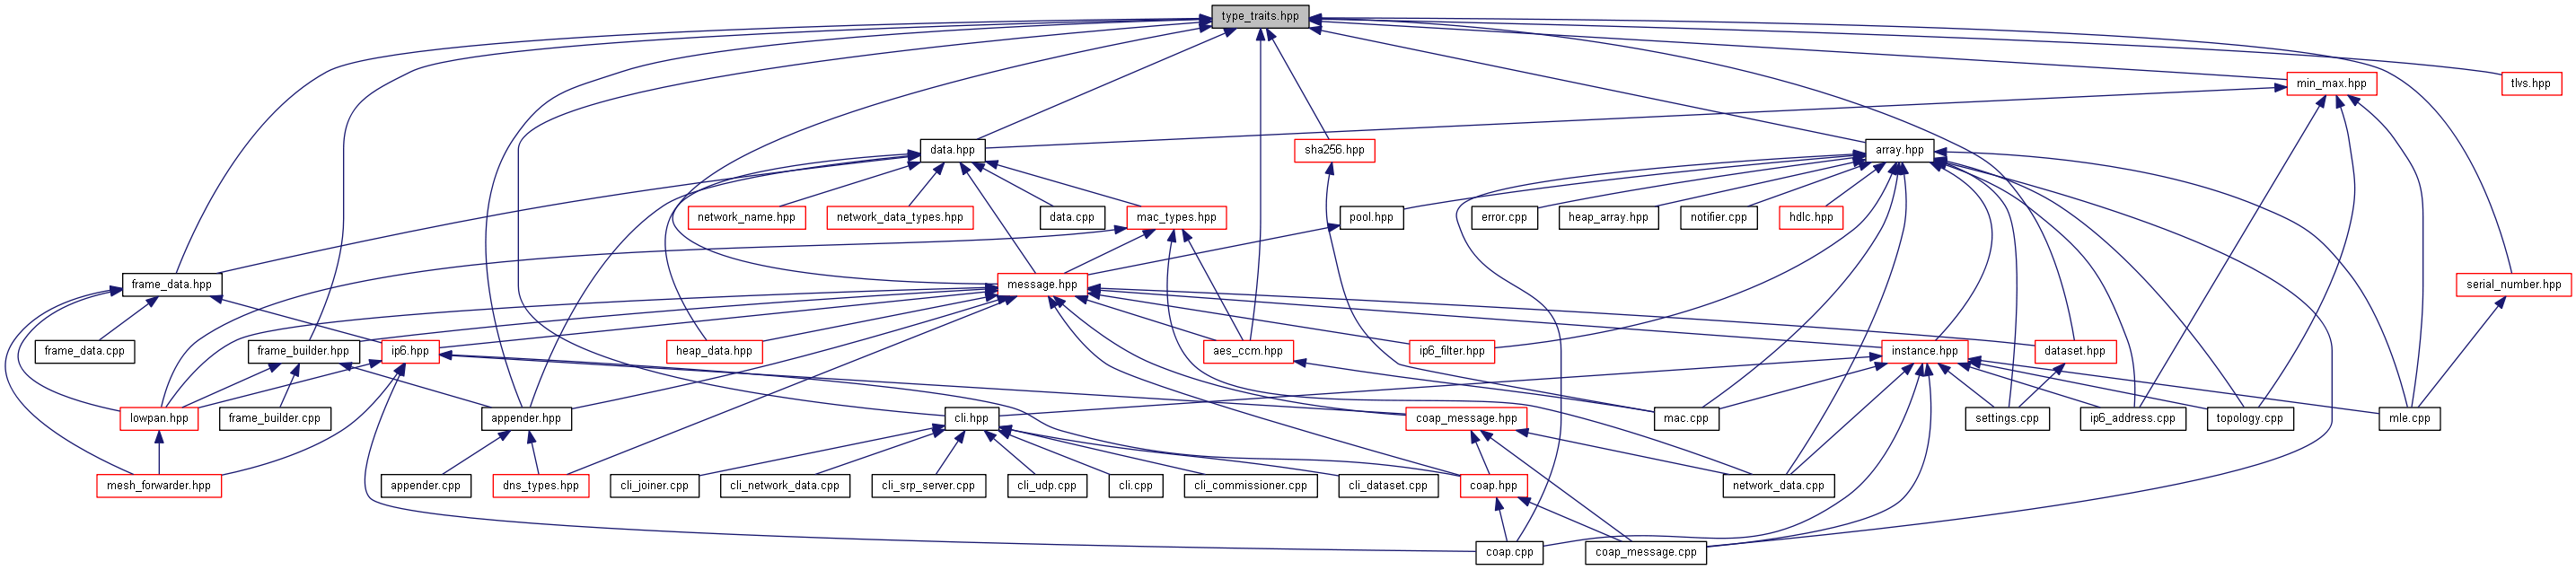 type_traits.hpp
min_max.hpp
tlvs.hpp
data.hpp
sha256.hpp
array.hpp
network_name.hpp
network_data_types.hpp
data.cpp
mac_types.hpp
pool.hpp
error.cpp
heap_array.hpp
notifier.cpp
hdlc.hpp
frame_data.hpp
message.hpp
serial_number.hpp
frame_data.cpp
frame_builder.hpp
ip6.hpp
heap_data.hpp
aes_ccm.hpp
ip6_filter.hpp
instance.hpp
dataset.hpp
lowpan.hpp
frame_builder.cpp
appender.hpp
cli.hpp
coap_message.hpp
mac.cpp
settings.cpp
ip6_address.cpp
topology.cpp
mle.cpp
mesh_forwarder.hpp
appender.cpp
dns_types.hpp
cli_joiner.cpp
cli_network_data.cpp
cli_srp_server.cpp
cli_udp.cpp
cli.cpp
cli_commissioner.cpp
cli_dataset.cpp
coap.hpp
network_data.cpp
coap.cpp
coap_message.cpp